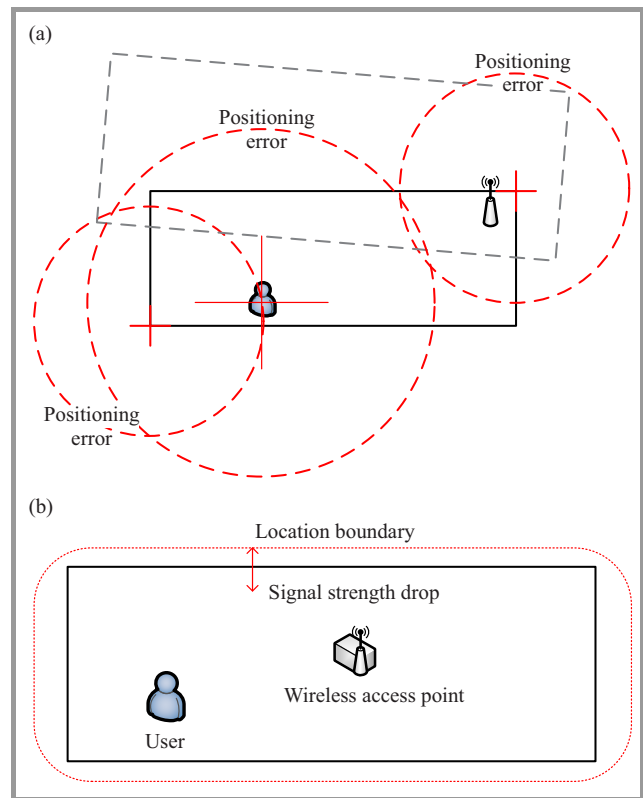 (a)
Positioning
error
Positioning
error
Positioning
error
(b)
Location boundary
Signal strength drop
Wireless access point
User